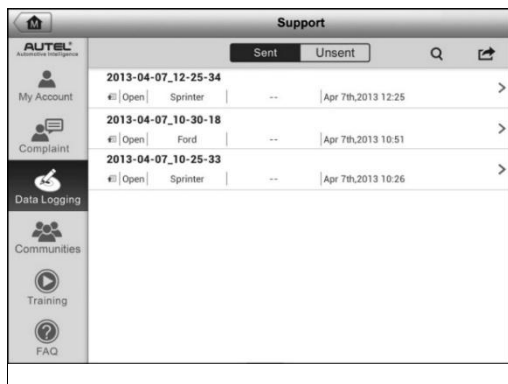 M
Support
AUTEL
Automotive Intelligence
Sent
Unsent
My Account
Complaint
Data Logging
Communities
Training
FAQ
2013-04-07_12-25-34
Open Sprinter -- Apr 7th,2013 12:25
2013-04-07_10-30-18
Open Ford -- Apr 7th,2013 10:51
2013-04-07_10-25-33
Open Sprinter -- Apr 7th,2013 10:26